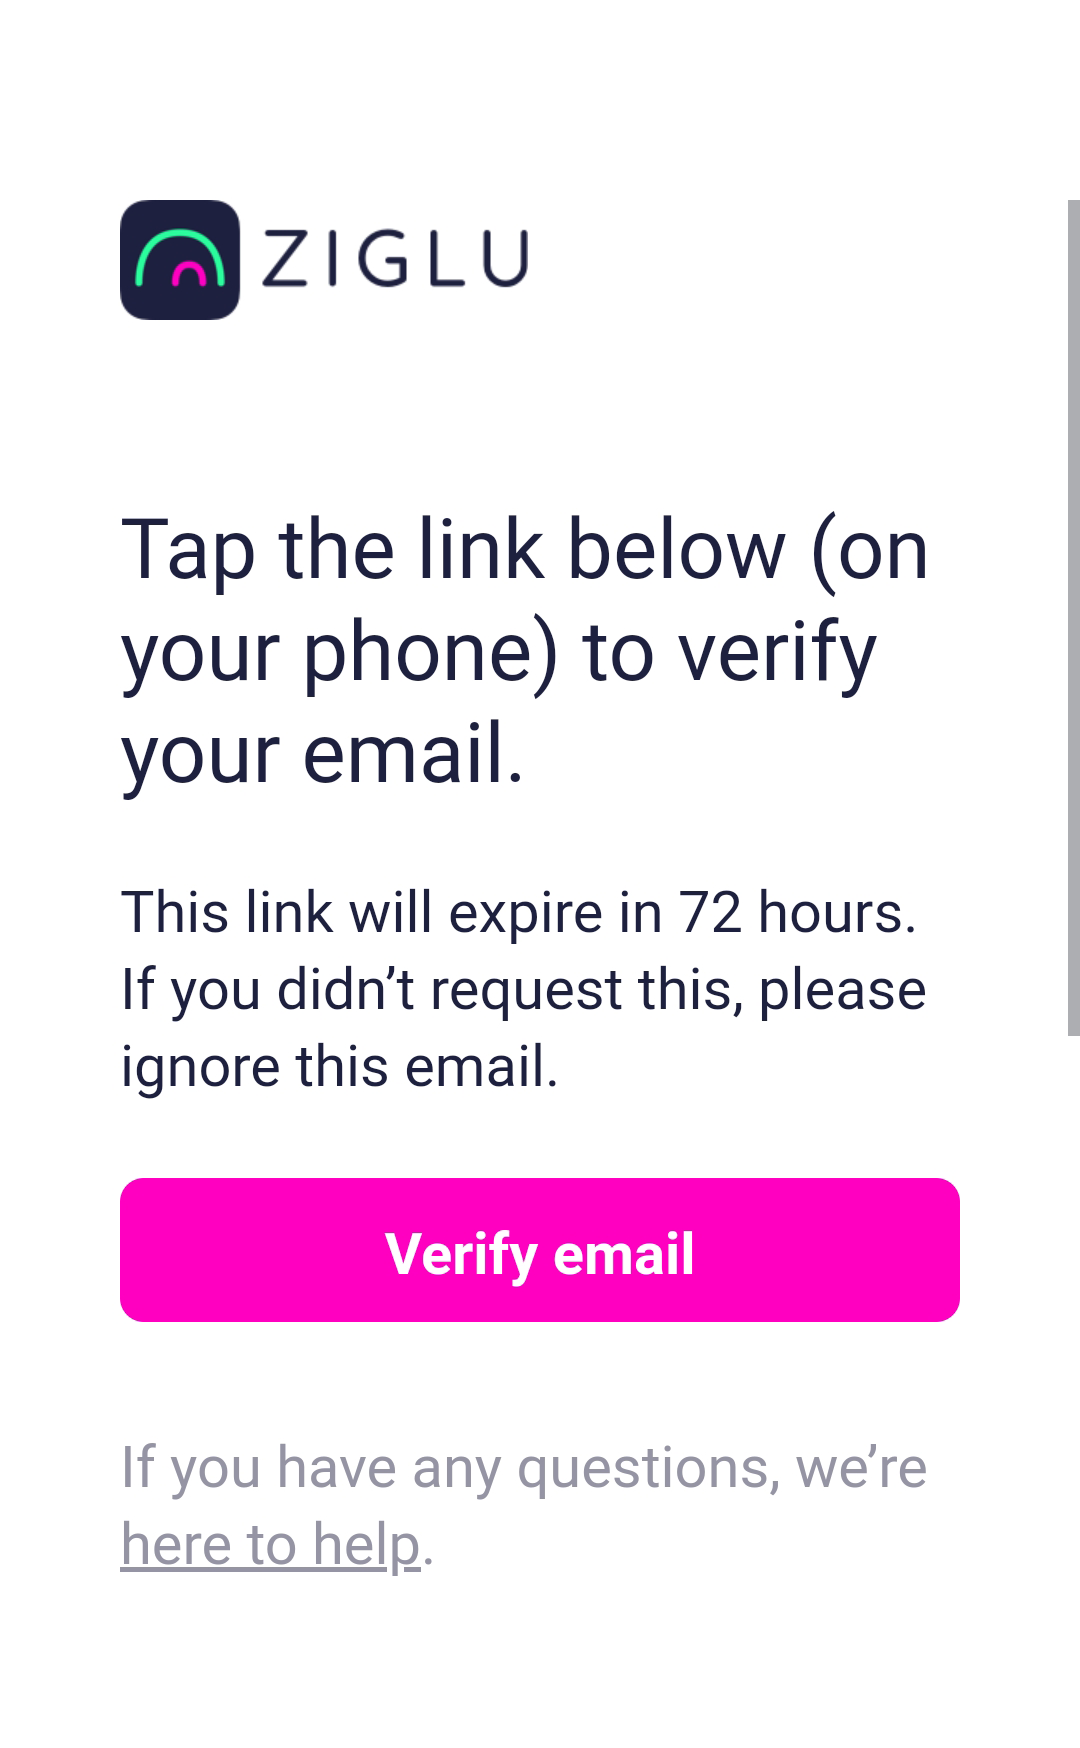 ZIGLU
Tap the link below (on
your phone) to verify
your email.
This link will expire in 72 hours.
If you didn’t request this, please
ignore this email.
Verify email
If you have any questions, we’re
here to help.